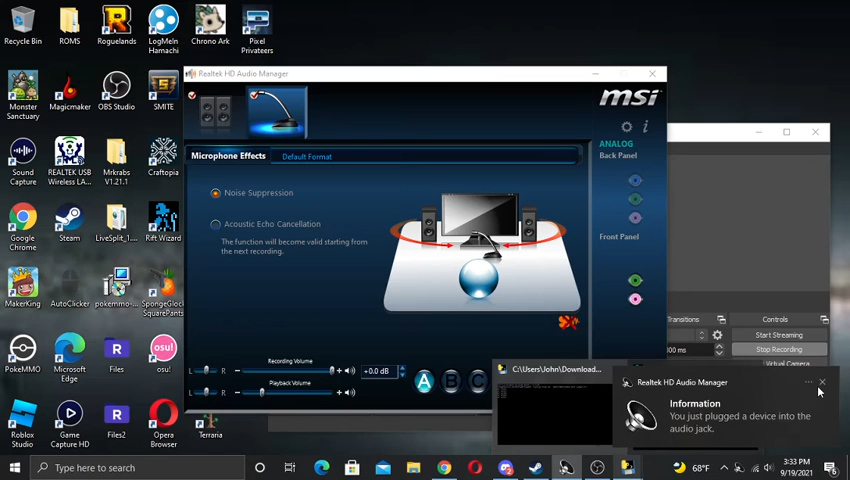 Recycle Bin
ROMS
Roguelands
LogMeIn
Hamachi
Chrono Ark
Pixel
Privateers
Monster
Sanctuary
Magicmaker
OBS Studio
SMITE
Sound
Capture
REALTEK USB
Wireless LA...
Mrkrabs
V1.21.1
Craftopia
Google
Chrome
Steam
LiveSplit_1....
Rift Wizard
MakerKing
AutoClicker
pokemmo-...
SpongeGlock
SquarePants
PokeMMO
Microsoft
Edge
Files
osu!
Roblox
Studio
Game
Capture HD
Files2
Opera
Browser
Terraria
Realtek HD Audio Manager
msi
Microphone Effects
Default Format
ANALOG
Back Panel
Front Panel
Noise Suppression
Acoustic Echo Cancellation
The function will become valid starting from
the next recording.
Recording Volume
L R - + +0.0 dB
Playback Volume
L R - +
A B C
Transitions
Controls
Start Streaming
Stop Recording
Virtual Camera
C:\Users\John\Download...
Realtek HD Audio Manager
Information
You just plugged a device into the
audio jack.
Type here to search
68°F
3:33 PM
9/19/2021